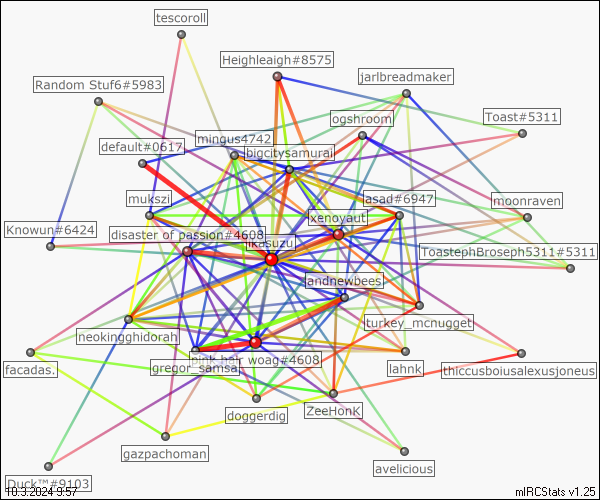 tescoroll
Heighleaigh#8575
jarlbreadmaker
Random Stuf6#5983
Toast#5311
ogshroom
mingus4742
default#0617
bigcitysamurai
mukszi
asad#6947
moonraven
xenoyaut
Knowun#6424
disaster of passion#4608
ikasuzu
ToastephBroseph5311#5311
andnewbees
turkey_mcnugget
neokingghidorah
pink hair woag#4608
facadas.
gregor_samsa
lahnk
thiccusboiusalexusjoneus
doggerdig
ZeeHonK
gazpachoman
avelicious
Duck™#9103
10.3.2024 9:57
mIRCStats v1.25